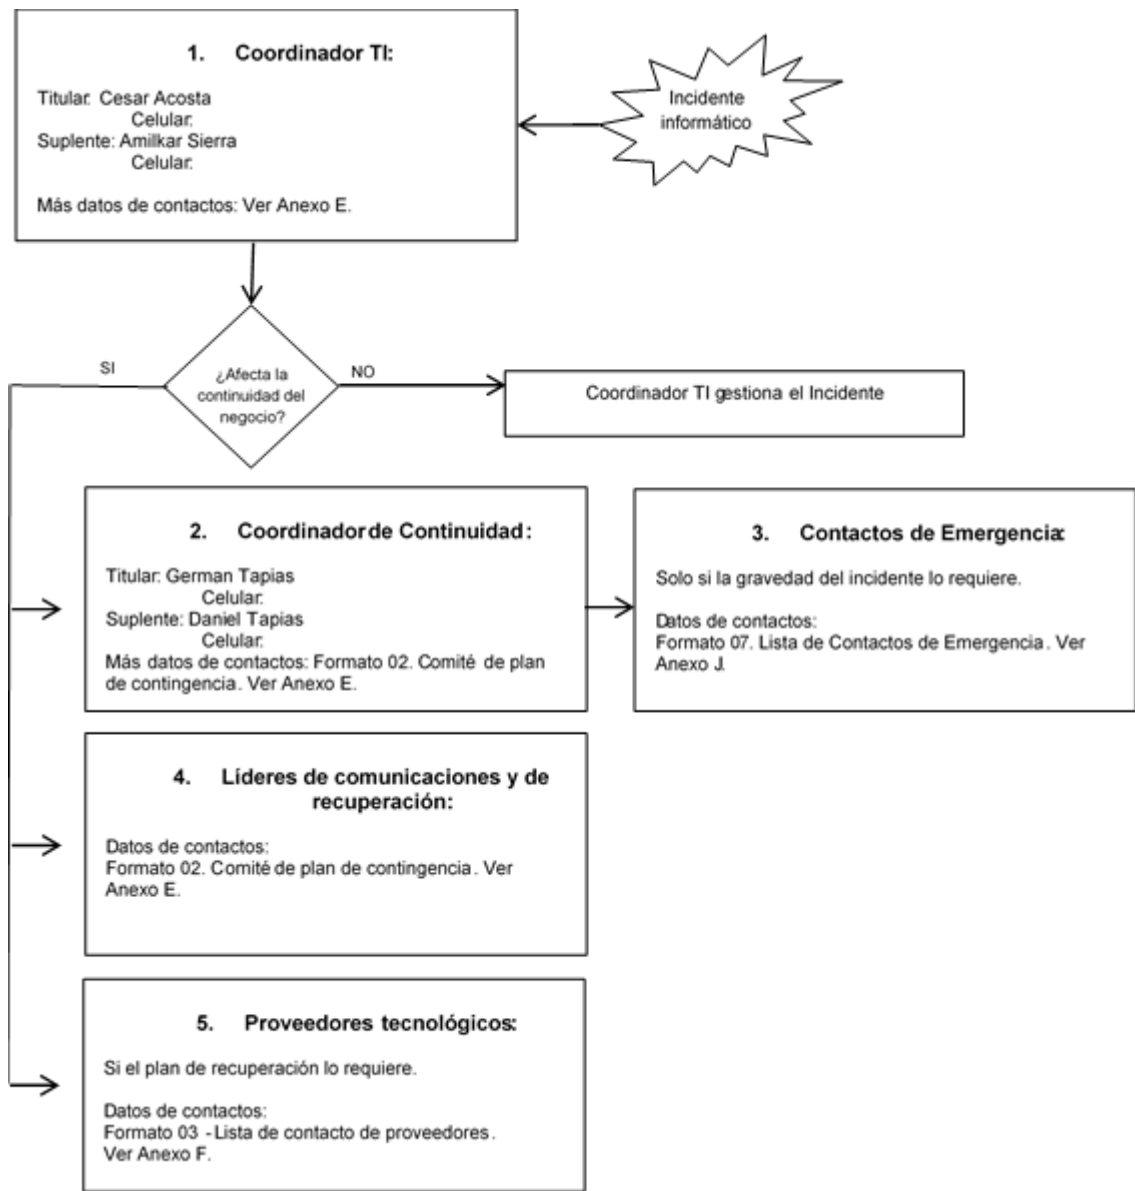 1. Coordinador TI:
Titular: Cesar Acosta
Celular:
Suplente: Amilkar Sierra
Celular:
Más datos de contactos: Ver Anexo E.
Incidente
informático
¿Afecta la
continuidad del
negocio?
SI
NO
Coordinador TI gestiona el Incidente
2. Coordinador de Continuidad:
Titular: German Tapias
Celular:
Suplente: Daniel Tapias
Celular:
Más datos de contactos: Formato 02. Comité de plan
de contingencia. Ver Anexo E.
3. Contactos de Emergencia:
Solo si la gravedad del incidente lo requiere.
Datos de contactos:
Formato 07. Lista de Contactos de Emergencia. Ver
Anexo J.
4. Líderes de comunicaciones y de
recuperación:
Datos de contactos:
Formato 02. Comité de plan de contingencia. Ver
Anexo E.
5. Proveedores tecnológicos:
Si el plan de recuperación lo requiere.
Datos de contactos:
Formato 03 - Lista de contacto de proveedores.
Ver Anexo F.